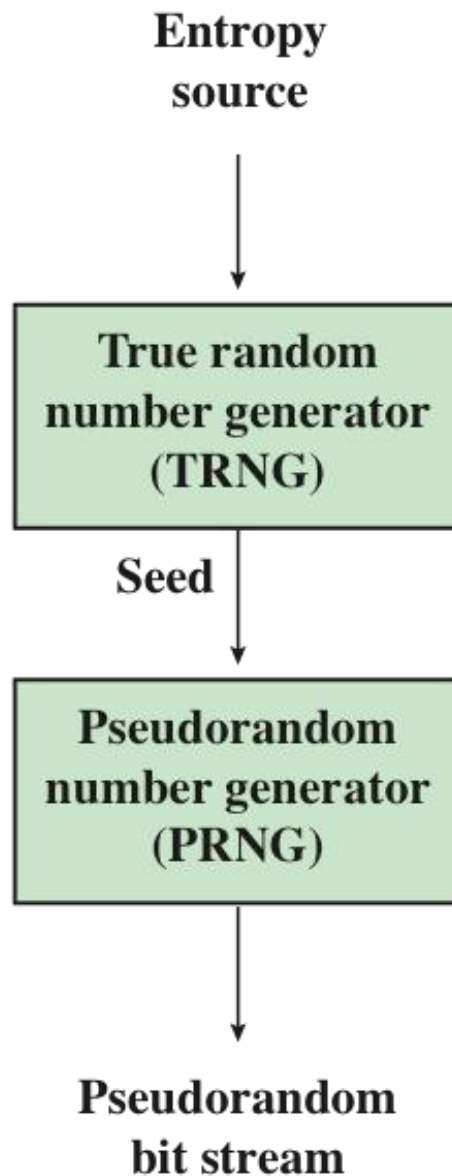 Entropy
source
True random
number generator
(TRNG)
Seed
Pseudorandom
number generator
(PRNG)
Pseudorandom
bit stream